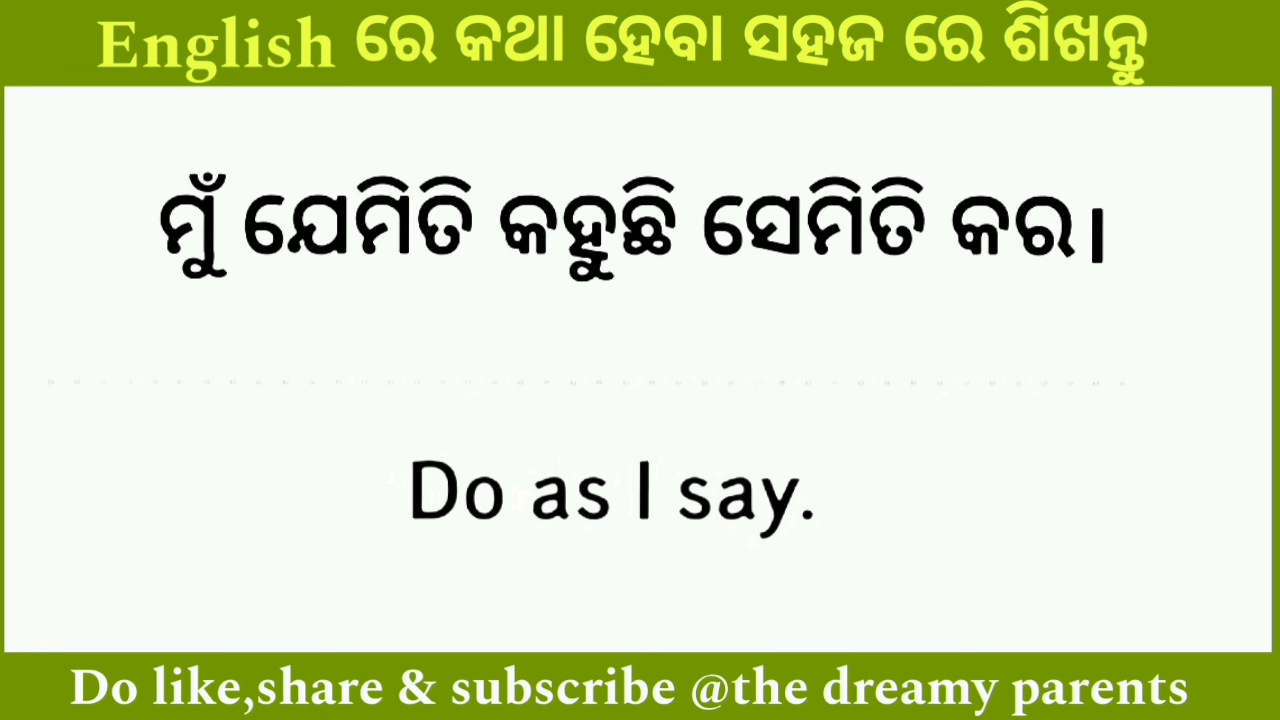 English ରେ କଥା ହେବା ସହଜ ରେ ଶିଖନ୍ତୁ
ମୁଁ ଯେମିତି କହୁଛି ସେମିତି କର।
Do as I say.
Do like,share & subscribe @the dreamy parents